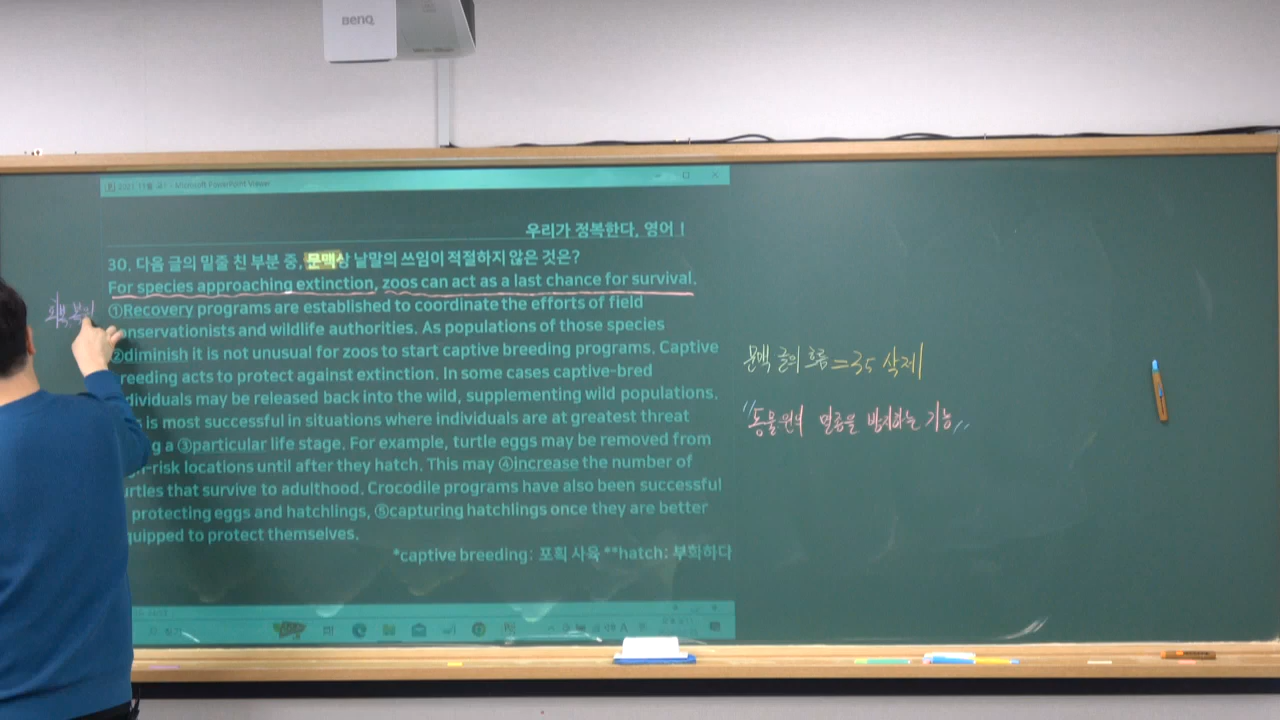 BenQ
Microsoft PowerPoint Viewer
우리가 정복한다, 영어 !
30. 다음 글의 밑줄 친 부분 중, 문맥상 낱말의 쓰임이 적절하지 않은 것은?
For species approaching extinction, zoos can act as a last chance for survival.
①Recovery programs are established to coordinate the efforts of field
onservationists and wildlife authorities. As populations of those species
②diminish it is not unusual for zoos to start captive breeding programs. Captive
reeding acts to protect against extinction. In some cases captive-bred
dividuals may be released back into the wild, supplementing wild populations.
is most successful in situations where individuals are at greatest threat
g a ③particular life stage. For example, turtle eggs may be removed from
-risk locations until after they hatch. This may ④increase the number of
urtles that survive to adulthood. Crocodile programs have also been successful
protecting eggs and hatchlings, ⑤capturing hatchlings once they are better
quipped to protect themselves.
*captive breeding: 포획 사육 **hatch: 부화하다
문맥 글의 흐름 = 35 삭제
"동물원의 멸종을 방지하는 기능"